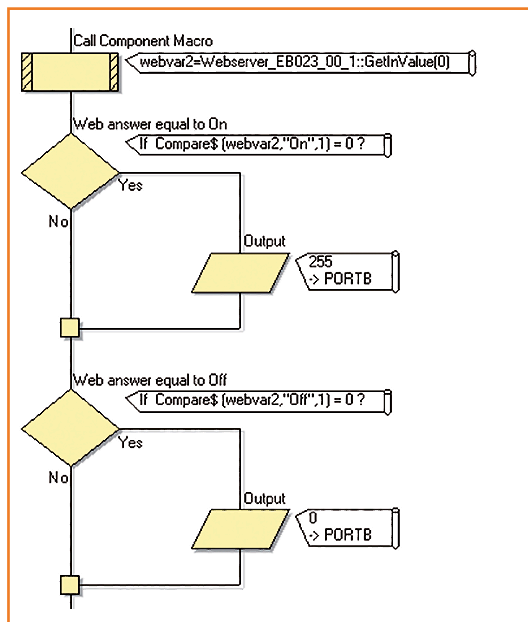 Call Component Macro
webvar2=Webserver_EB023_00_1::GetInValue(0)
Web answer equal to On
If Compare$ (webvar2,"On",1) = 0 ?
Yes
No
Output
255
-> PORTB
Web answer equal to Off
If Compare$ (webvar2,"Off",1) = 0 ?
Yes
No
Output
0
-> PORTB